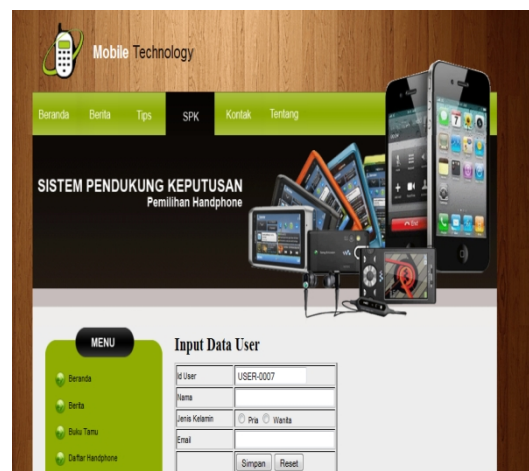 Mobile Technology
Beranda Berita Tips SPK Kontak Tentang
SISTEM PENDUKUNG KEPUTUSAN
Pemilihan Handphone
MENU
Beranda
Berita
Buku Tamu
Daftar Handphone
Input Data User
Id User USER-0007
Nama
Jenis Kelamin Pria Wanita
Email
Simpan Reset